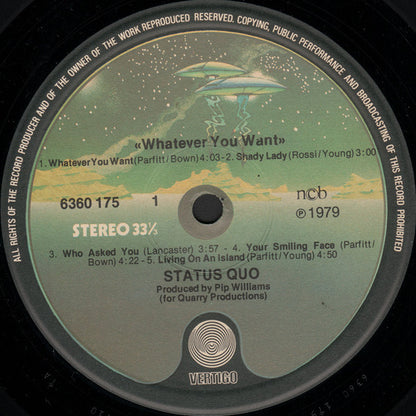 ALL RIGHTS OF THE RECORD PRODUCER AND OF THE OWNER OF THE WORK REPRODUCED RESERVED. COPYING, PUBLIC PERFORMANCE AND BROADCASTING OF THIS RECORD PROHIBITED
«Whatever You Want»
1. Whatever You Want (Parfitt/Bown) 4:03 - 2. Shady Lady (Rossi/Young) 3:00
6360 175 1 ncb
STEREO 33⅓ ℗ 1979
3. Who Asked You (Lancaster) 3:57 - 4. Your Smiling Face (Parfitt/
Bown) 4:22 - 5. Living On An Island (Parfitt/Young) 4:50
STATUS QUO
Produced by Pip Williams
(for Quarry Productions)
VERTIGO